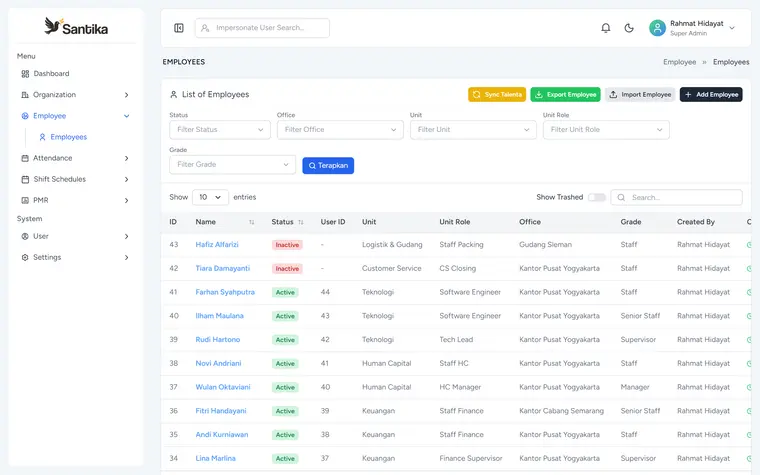 Santika
Impersonate User Search...
Rahmat Hidayat
Super Admin
Menu
Dashboard
Organization
Employee
Employees
Attendance
Shift Schedules
PMR
System
User
Settings
EMPLOYEES
Employee » Employees
List of Employees
Sync Talenta
Export Employee
Import Employee
Add Employee
Status Office Unit Unit Role
Filter Status Filter Office Filter Unit Filter Unit Role
Grade
Filter Grade Terapkan
Show 10 entries Show Trashed Search...
ID Name Status User ID Unit Unit Role Office Grade Created By
43 Hafiz Alfarizi Inactive - Logistik & Gudang Staff Packing Gudang Sleman Staff Rahmat Hidayat
42 Tiara Damayanti Inactive - Customer Service CS Closing Kantor Pusat Yogyakarta Staff Rahmat Hidayat
41 Farhan Syahputra Active 44 Teknologi Software Engineer Kantor Pusat Yogyakarta Staff Rahmat Hidayat
40 Ilham Maulana Active 43 Teknologi Software Engineer Kantor Pusat Yogyakarta Senior Staff Rahmat Hidayat
39 Rudi Hartono Active 42 Teknologi Tech Lead Kantor Pusat Yogyakarta Supervisor Rahmat Hidayat
38 Novi Andriani Active 41 Human Capital Staff HC Kantor Pusat Yogyakarta Staff Rahmat Hidayat
37 Wulan Oktaviani Active 40 Human Capital HC Manager Kantor Pusat Yogyakarta Manager Rahmat Hidayat
36 Fitri Handayani Active 39 Keuangan Staff Finance Kantor Cabang Semarang Senior Staff Rahmat Hidayat
35 Andi Kurniawan Active 38 Keuangan Staff Finance Kantor Pusat Yogyakarta Staff Rahmat Hidayat
34 Lina Marlina Active 37 Keuangan Finance Supervisor Kantor Pusat Yogyakarta Supervisor Rahmat Hidayat